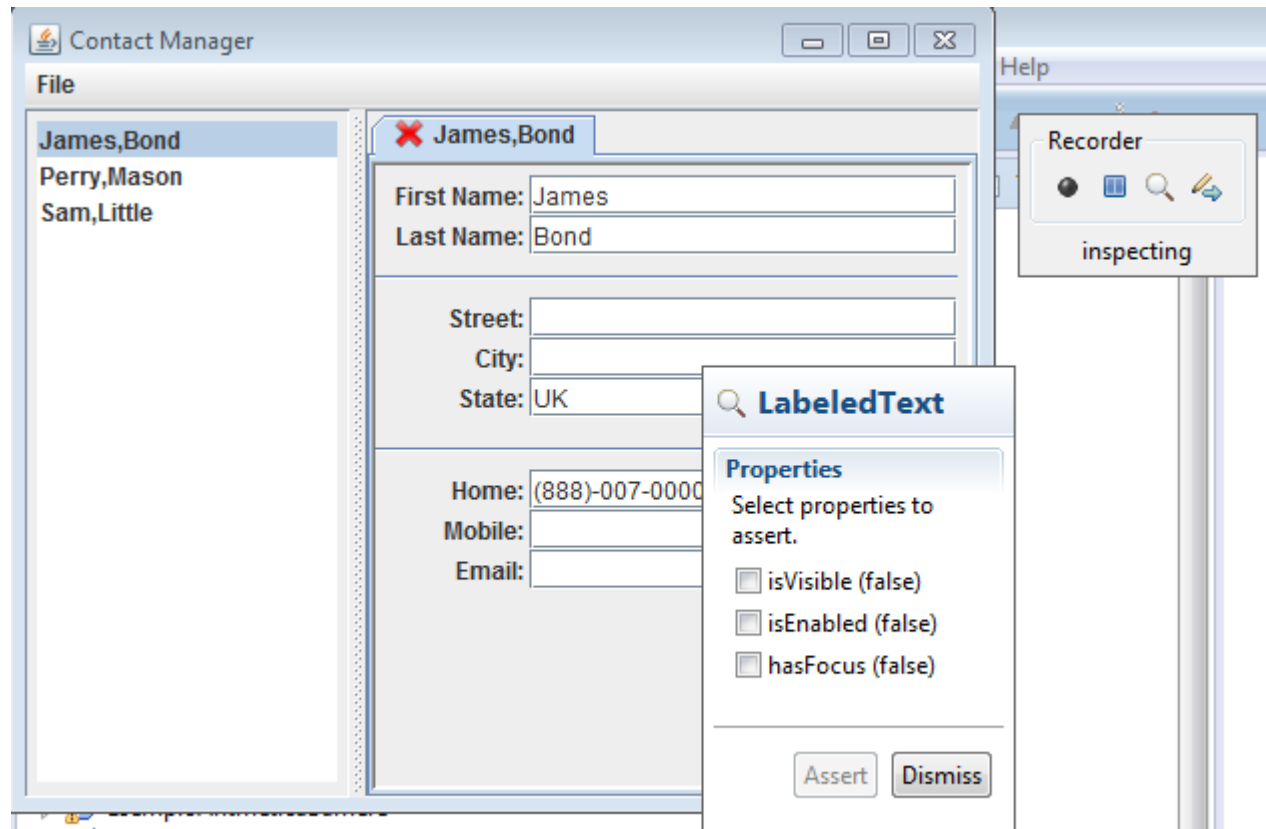 Contact Manager
File
Help
James,Bond
Perry,Mason
Sam,Little
James,Bond
First Name: James
Last Name: Bond
Street:
City:
State: UK
Home: (888)-007-0000
Mobile:
Email:
Recorder
inspecting
LabeledText
Properties
Select properties to
assert.
isVisible (false)
isEnabled (false)
hasFocus (false)
Assert
Dismiss